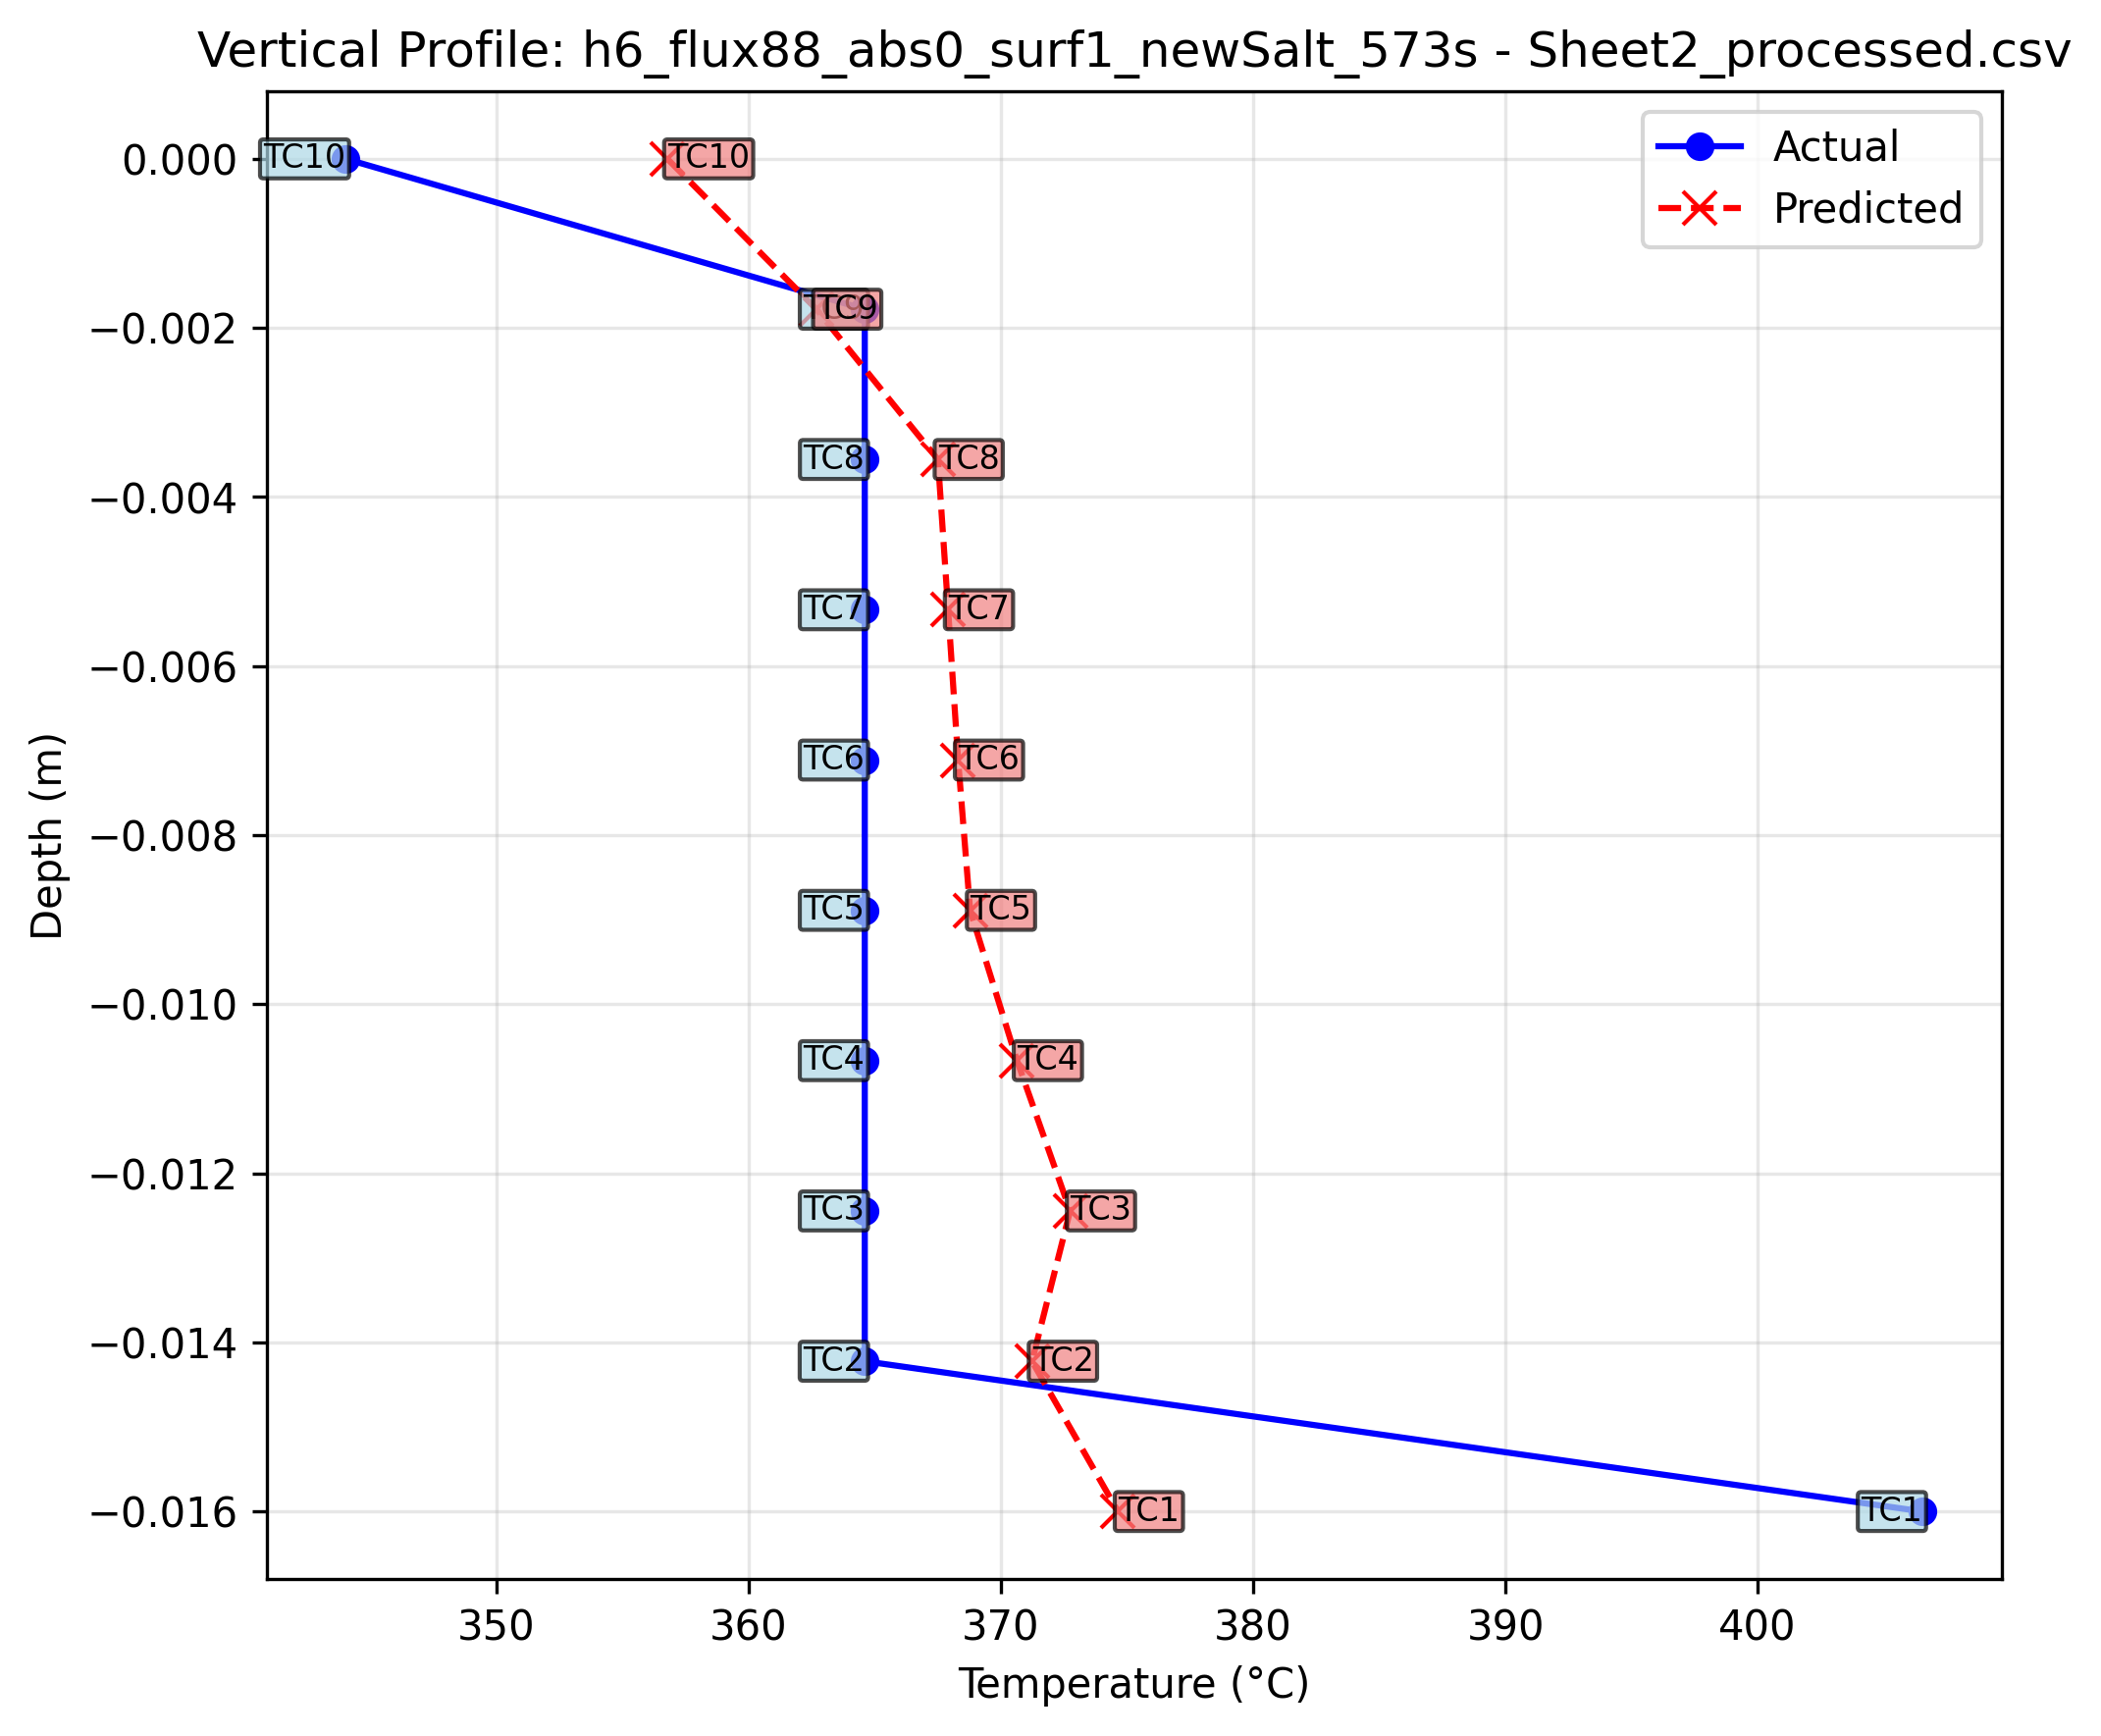 Vertical Profile: h6_flux88_abs0_surf1_newSalt_573s - Sheet2_processed.csv
Actual
Predicted
0.000
−0.002
−0.004
−0.006
−0.008
−0.010
−0.012
−0.014
−0.016
Depth (m)
TC10
TC10
TC9
TC8
TC8
TC7
TC7
TC6
TC6
TC5
TC5
TC4
TC4
TC3
TC3
TC2
TC2
TC1
TC1
350
360
370
380
390
400
Temperature (°C)